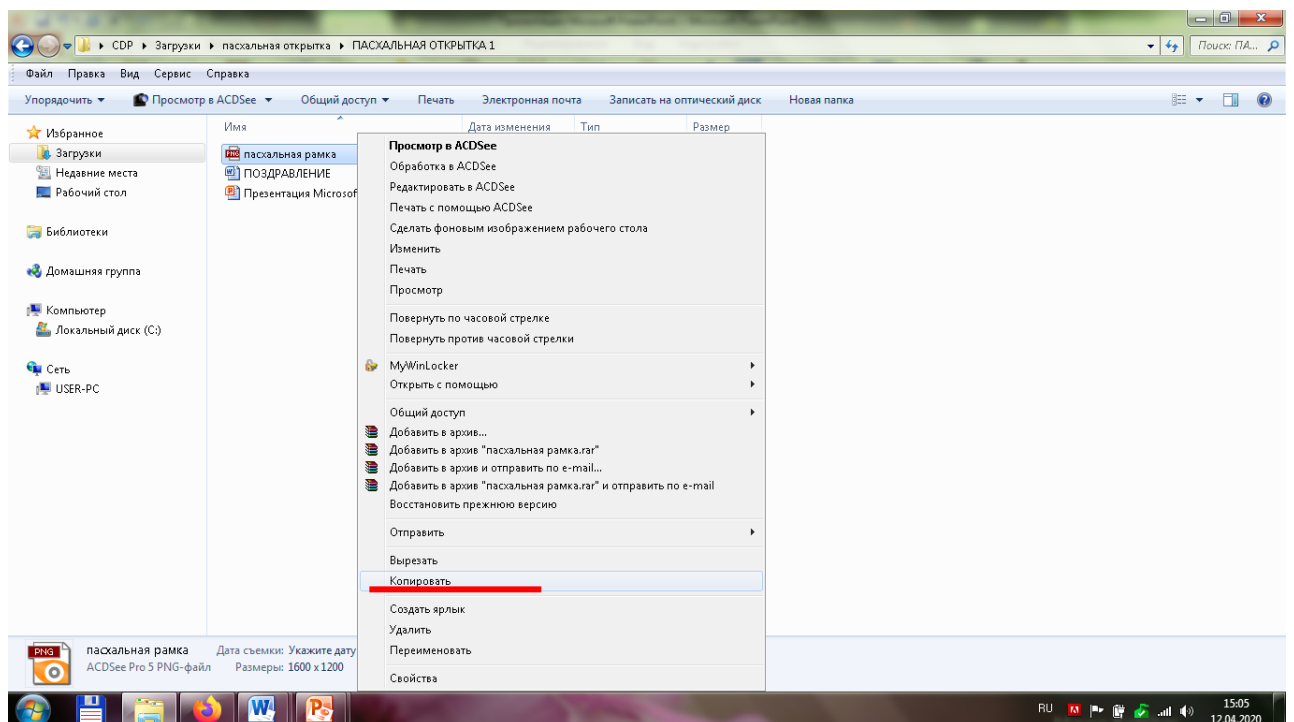 CDP ▸ Загрузки ▸ пасхальная открытка ▸ ПАСХАЛЬНАЯ ОТКРЫТКА 1
Поиск: ПА...
Файл Правка Вид Сервис Справка
Упорядочить Просмотр в ACDSee Общий доступ Печать Электронная почта Записать на оптический диск Новая папка
Избранное
Загрузки
Недавние места
Рабочий стол
Библиотеки
Домашняя группа
Компьютер
Локальный диск (C:)
Сеть
USER-PC
Имя Дата изменения Тип Размер
пасхальная рамка
ПОЗДРАВЛЕНИЕ
Презентация Microsof
Просмотр в ACDSee
Обработка в ACDSee
Редактировать в ACDSee
Печать с помощью ACDSee
Сделать фоновым изображением рабочего стола
Изменить
Печать
Просмотр
Повернуть по часовой стрелке
Повернуть против часовой стрелки
MyWinLocker
Открыть с помощью
Общий доступ
Добавить в архив...
Добавить в архив "пасхальная рамка.rar"
Добавить в архив и отправить по e-mail...
Добавить в архив "пасхальная рамка.rar" и отправить по e-mail
Восстановить прежнюю версию
Отправить
Вырезать
Копировать
Создать ярлык
Удалить
Переименовать
Свойства
PNG
пасхальная рамка Дата съемки: Укажите дату
ACDSee Pro 5 PNG-файл Размеры: 1600 x 1200
RU
15:05
12.04.2020